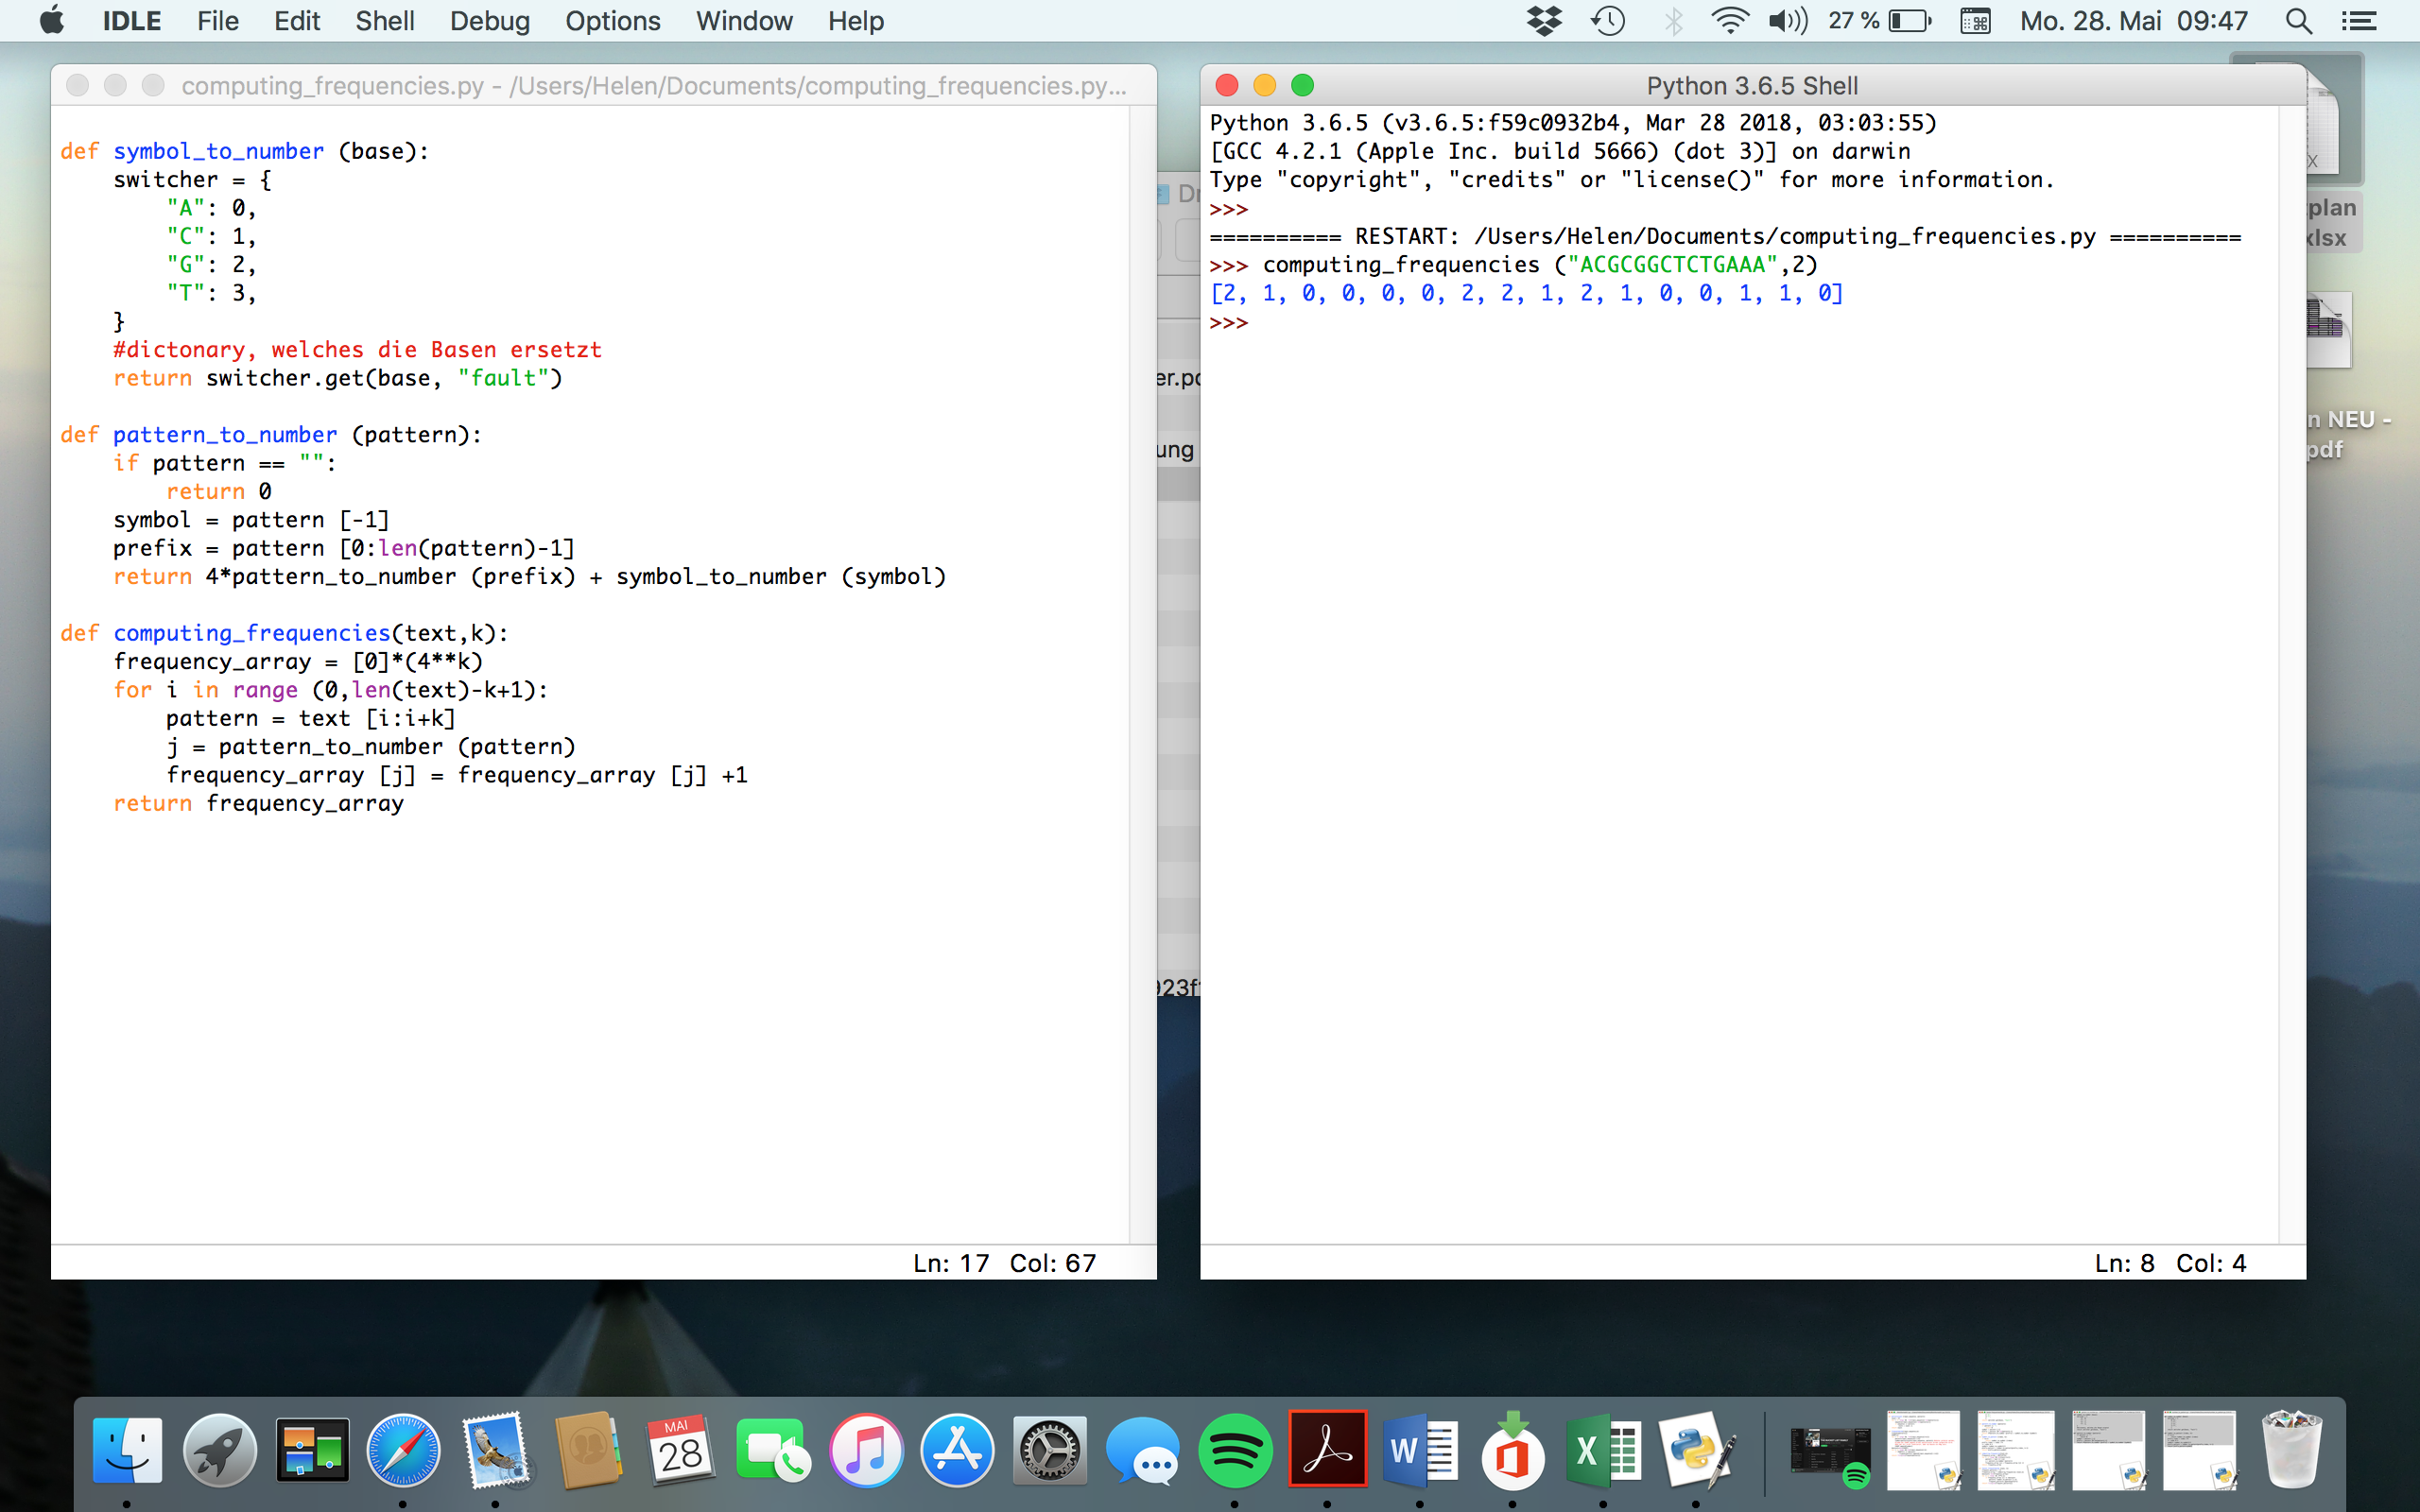 IDLE File Edit Shell Debug Options Window Help 27 % Mo. 28. Mai 09:47
computing_frequencies.py - /Users/Helen/Documents/computing_frequencies.py...
def symbol_to_number (base):
    switcher = {
        "A": 0,
        "C": 1,
        "G": 2,
        "T": 3,
    }
    #dictonary, welches die Basen ersetzt
    return switcher.get(base, "fault")
def pattern_to_number (pattern):
    if pattern == "":
        return 0
    symbol = pattern [-1]
    prefix = pattern [0:len(pattern)-1]
    return 4*pattern_to_number (prefix) + symbol_to_number (symbol)
def computing_frequencies(text,k):
    frequency_array = [0]*(4**k)
    for i in range (0,len(text)-k+1):
        pattern = text [i:i+k]
        j = pattern_to_number (pattern)
        frequency_array [j] = frequency_array [j] +1
    return frequency_array
Ln: 17 Col: 67
Python 3.6.5 Shell
Python 3.6.5 (v3.6.5:f59c0932b4, Mar 28 2018, 03:03:55)
[GCC 4.2.1 (Apple Inc. build 5666) (dot 3)] on darwin
Type "copyright", "credits" or "license()" for more information.
>>>
========== RESTART: /Users/Helen/Documents/computing_frequencies.py ==========
>>> computing_frequencies ("ACGCGGCTCTGAAA",2)
[2, 1, 0, 0, 0, 0, 2, 2, 1, 2, 1, 0, 0, 1, 1, 0]
>>>
Ln: 8 Col: 4
plan
xlsx
n NEU -
pdf
ung
MAI
28